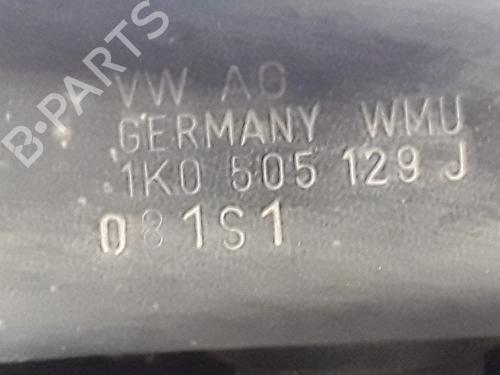 B-PARTS
VW AG
GERMANY WMU
1K0 505 129 J
081S1